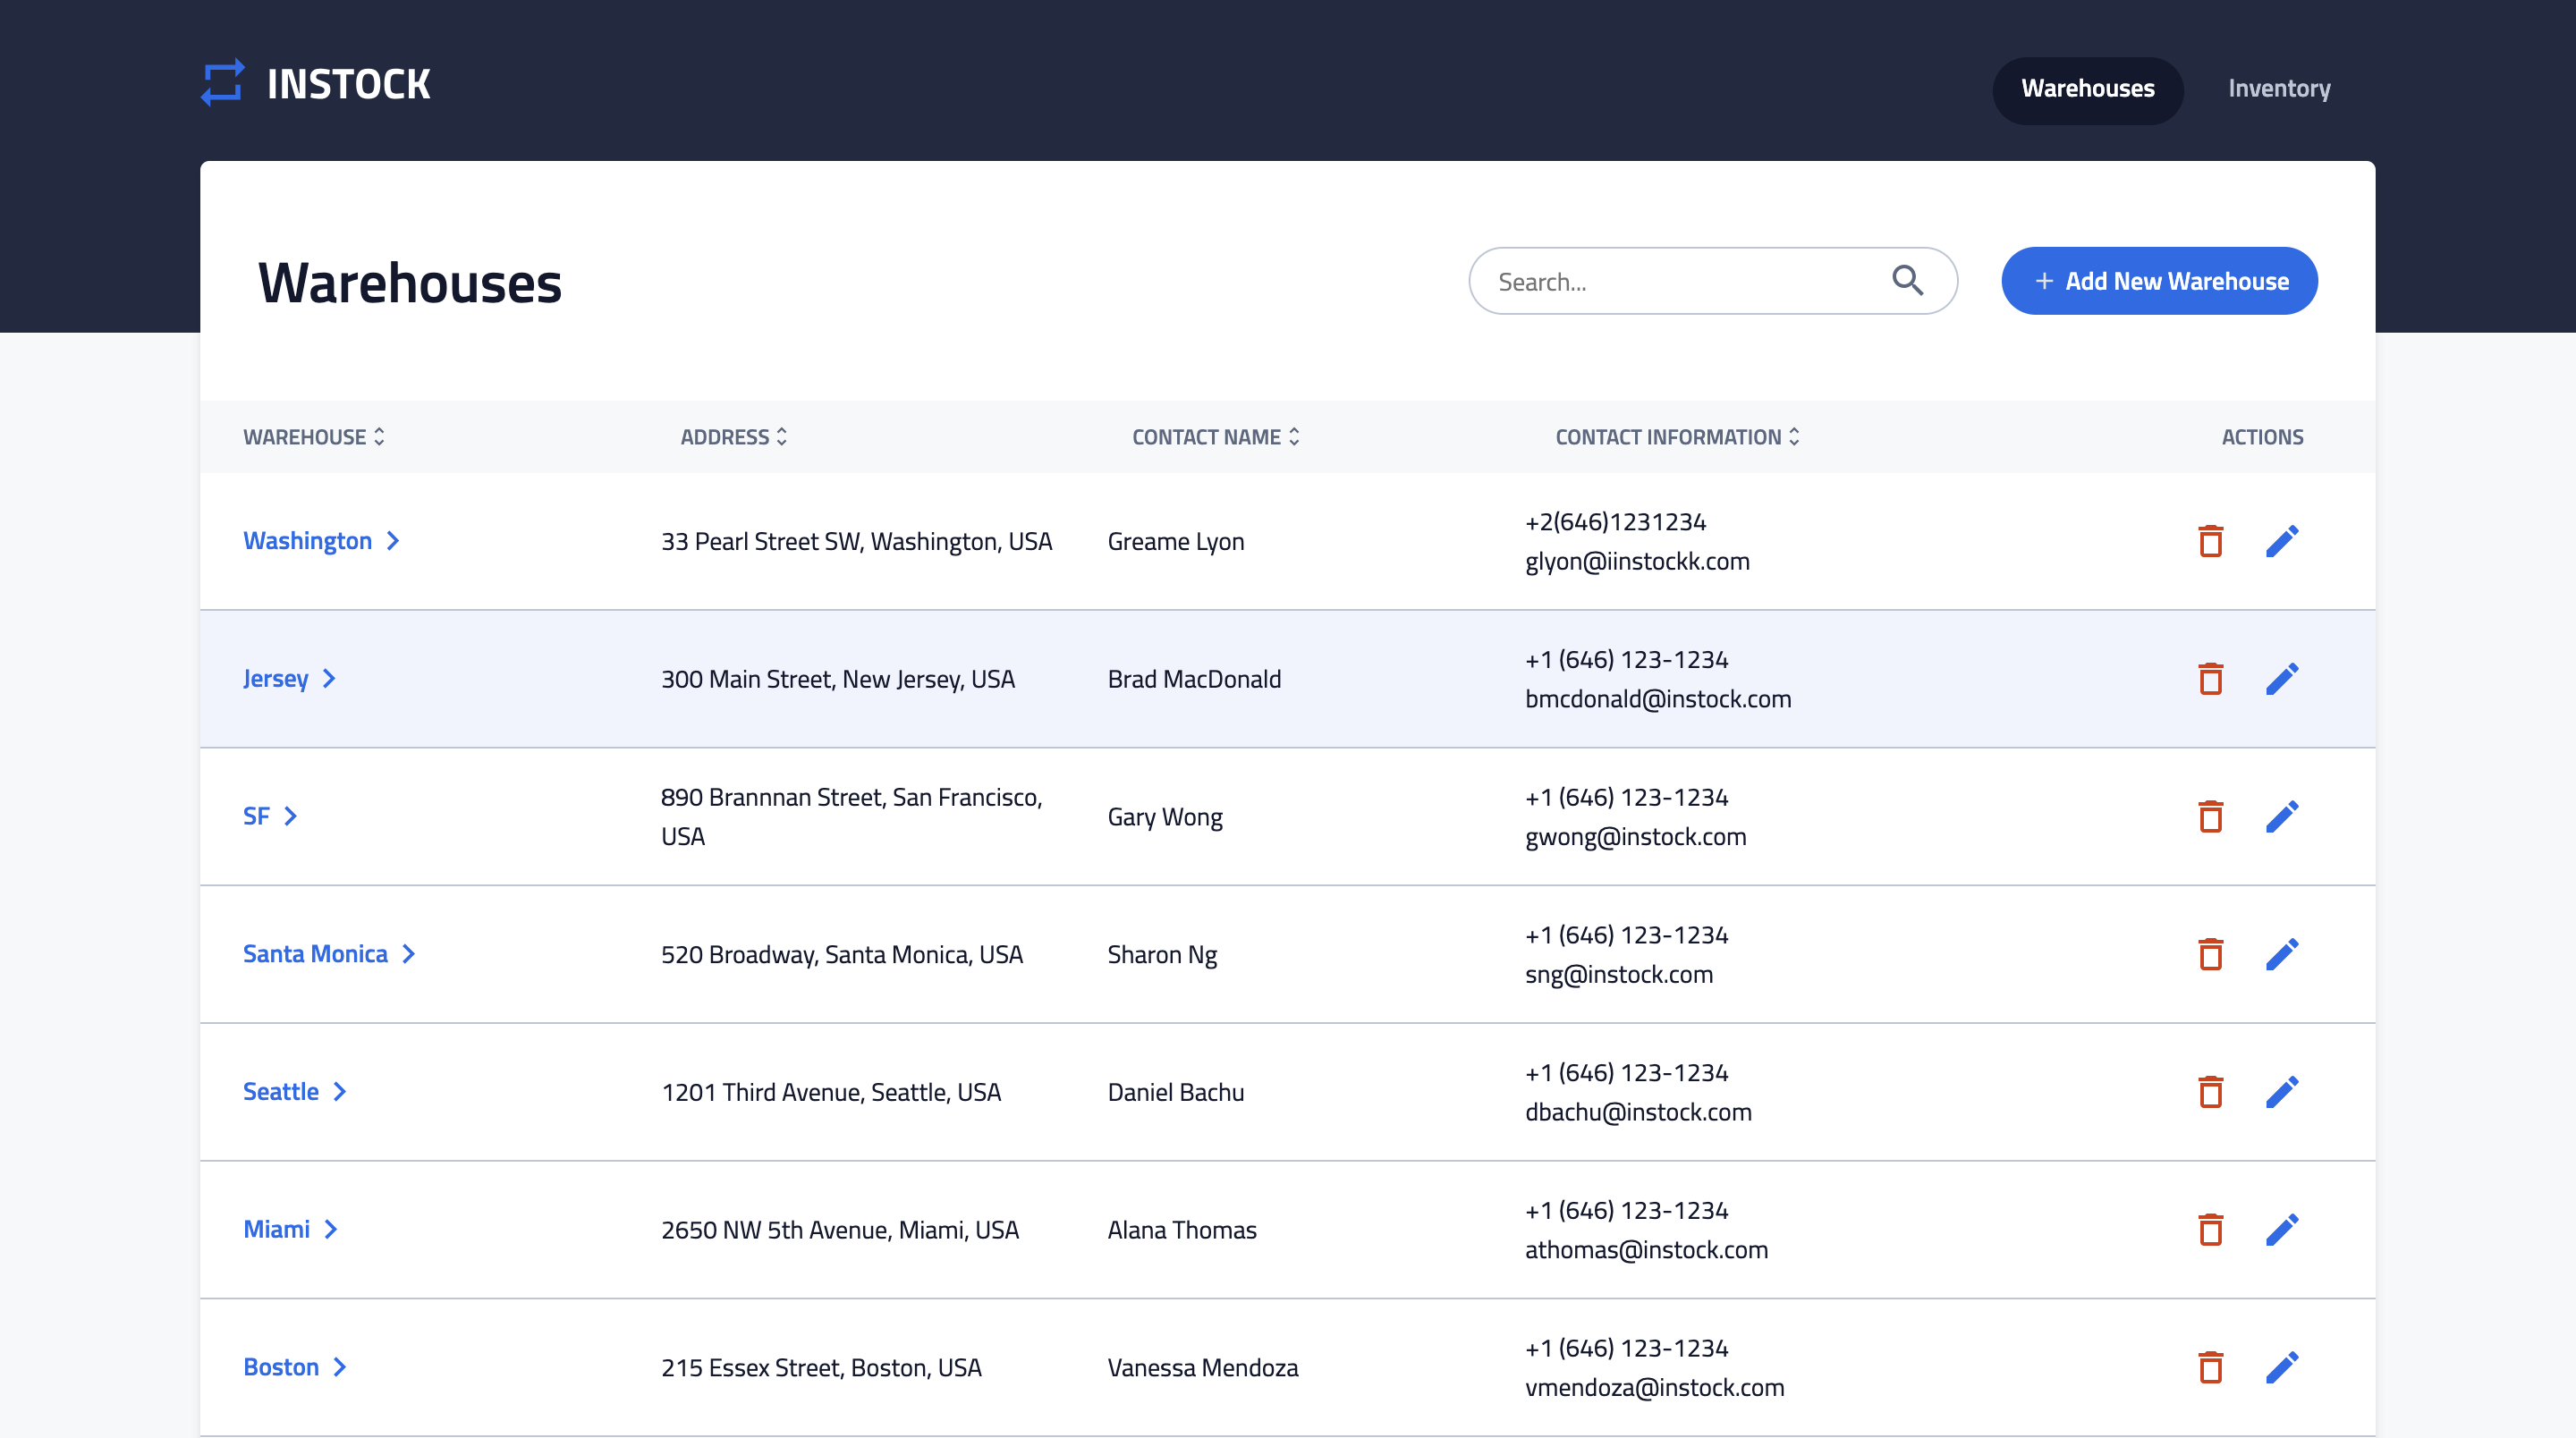 INSTOCK
Warehouses
Inventory
Warehouses
Search...
+ Add New Warehouse
WAREHOUSE
ADDRESS
CONTACT NAME
CONTACT INFORMATION
ACTIONS
Washington
33 Pearl Street SW, Washington, USA
Greame Lyon
+2(646)1231234
glyon@iinstockk.com
Jersey
300 Main Street, New Jersey, USA
Brad MacDonald
+1 (646) 123-1234
bmcdonald@instock.com
SF
890 Brannnan Street, San Francisco,
USA
Gary Wong
+1 (646) 123-1234
gwong@instock.com
Santa Monica
520 Broadway, Santa Monica, USA
Sharon Ng
+1 (646) 123-1234
sng@instock.com
Seattle
1201 Third Avenue, Seattle, USA
Daniel Bachu
+1 (646) 123-1234
dbachu@instock.com
Miami
2650 NW 5th Avenue, Miami, USA
Alana Thomas
+1 (646) 123-1234
athomas@instock.com
Boston
215 Essex Street, Boston, USA
Vanessa Mendoza
+1 (646) 123-1234
vmendoza@instock.com